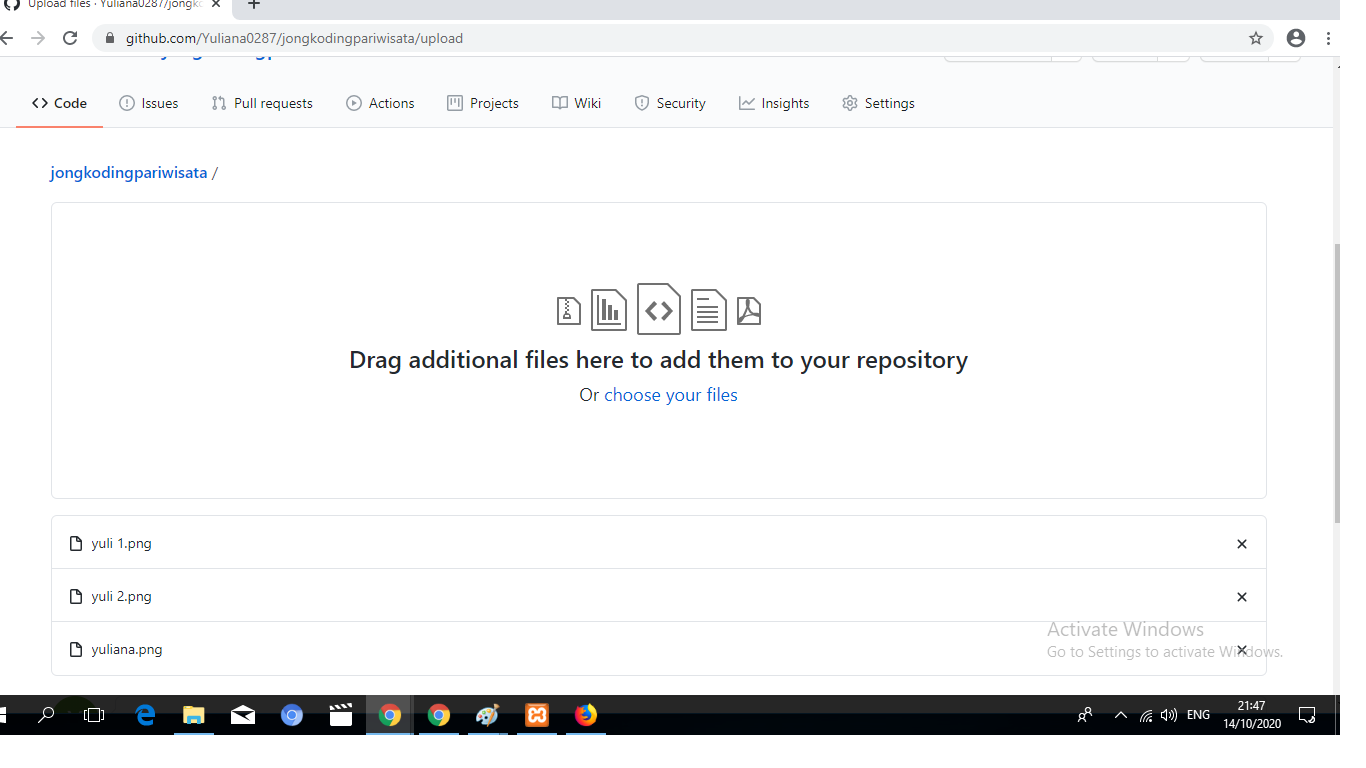 Upload files · Yuliana0287/jongko
github.com/Yuliana0287/jongkodingpariwisata/upload
Code Issues Pull requests Actions Projects Wiki Security Insights Settings
jongkodingpariwisata /
Drag additional files here to add them to your repository
Or choose your files
yuli 1.png
yuli 2.png
yuliana.png
Activate Windows
Go to Settings to activate Windows.
ENG
21:47
14/10/2020